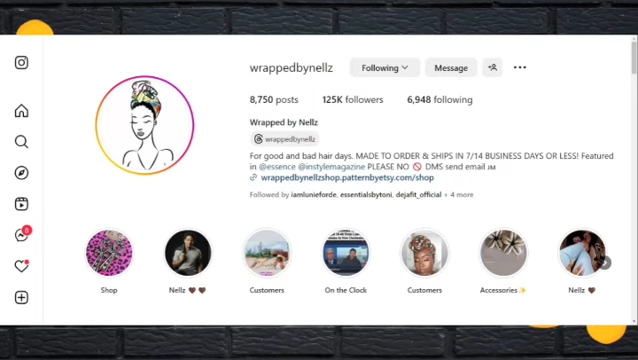 wrappedbynellz Following Message
8,750 posts 125K followers 6,948 following
Wrapped by Nellz
wrappedbynellz
For good and bad hair days. MADE TO ORDER & SHIPS IN 7/14 BUSINESS DAYS OR LESS! Featured
in @essence @instylemagazine PLEASE NO 🚫 DMS send email JM
wrappedbynellzshop.patternbyetsy.com/shop
Followed by iamlunieforde, essentialsbytoni, dejafit_official + 4 more
6
Shop Nellz 🤎🤎 Customers On the Clock Customers Accessories✨ Nellz 🤎